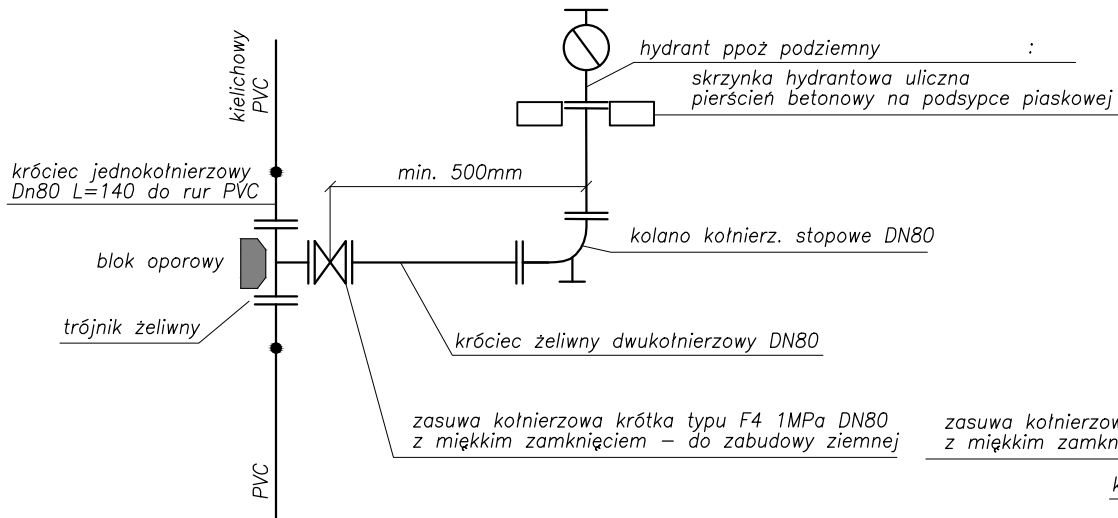 kielichowy
PVC
hydrant ppoż podziemny :
skrzynka hydrantowa uliczna
pierścień betonowy na podsypce piaskowej
króciec jednokołnierzowy
Dn80 L=140 do rur PVC
min. 500mm
kolano kołnierz. stopowe DN80
blok oporowy
trójnik żeliwny
króciec żeliwny dwukołnierzowy DN80
zasuwa kołnierzowa krótka typu F4 1MPa DN80
z miękkim zamknięciem – do zabudowy ziemnej
zasuwa kołnierzow
z miękkim zamkn
PVC
k